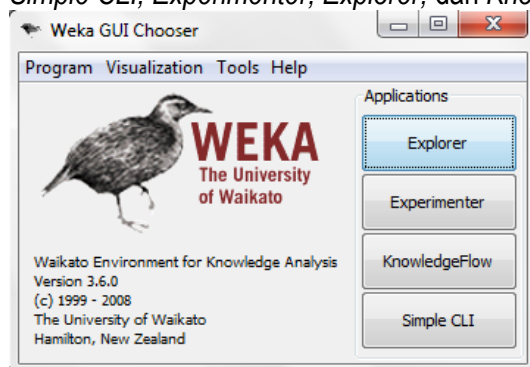 Simple CLI, Experimenter, Explorer, dan
Weka GUI Chooser
Program Visualization Tools Help
Applications
WEKA
The University
of Waikato
Explorer
Experimenter
KnowledgeFlow
Simple CLI
Waikato Environment for Knowledge Analysis
Version 3.6.0
(c) 1999 - 2008
The University of Waikato
Hamilton, New Zealand